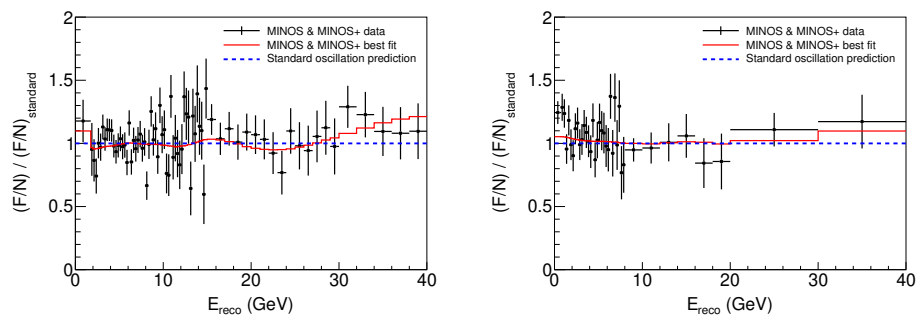 (F/N) / (F/N)standard
2
1.5
1
0.5
0
MINOS & MINOS+ data
MINOS & MINOS+ best fit
Standard oscillation prediction
0 10 20 30 40
Ereco (GeV)
(F/N) / (F/N)standard
2
1.5
1
0.5
0
MINOS & MINOS+ data
MINOS & MINOS+ best fit
Standard oscillation prediction
0 10 20 30 40
Ereco (GeV)